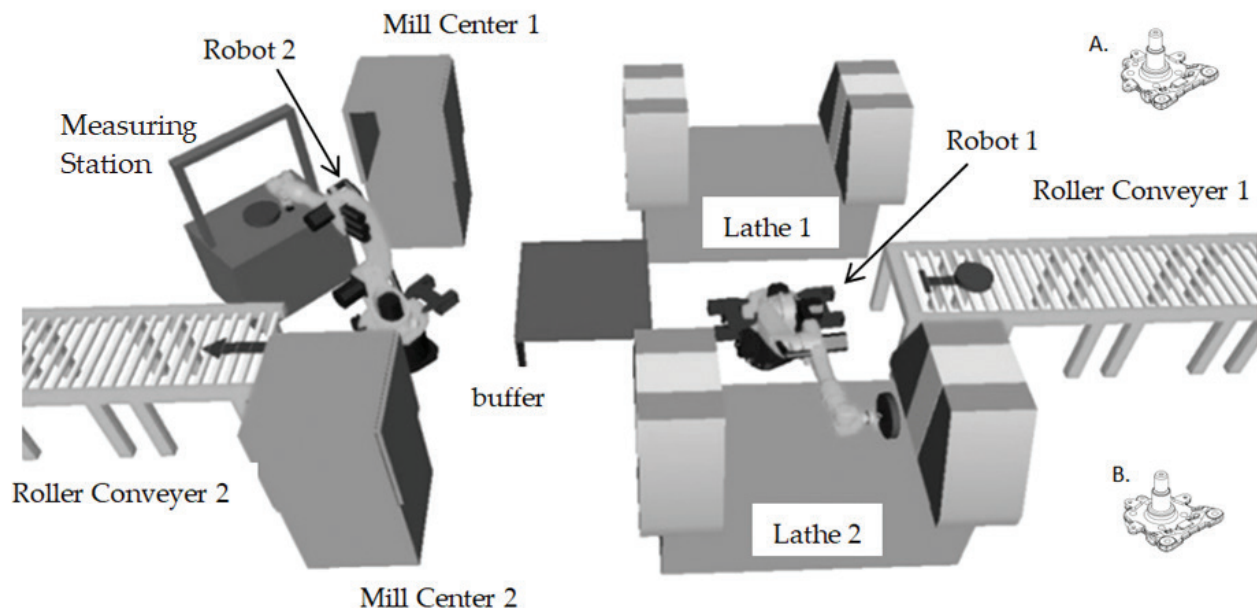 Mill Center 1
Robot 2
A.
Measuring
Station
Robot 1
Roller Conveyer 1
Lathe 1
buffer
Roller Conveyer 2
B.
Lathe 2
Mill Center 2